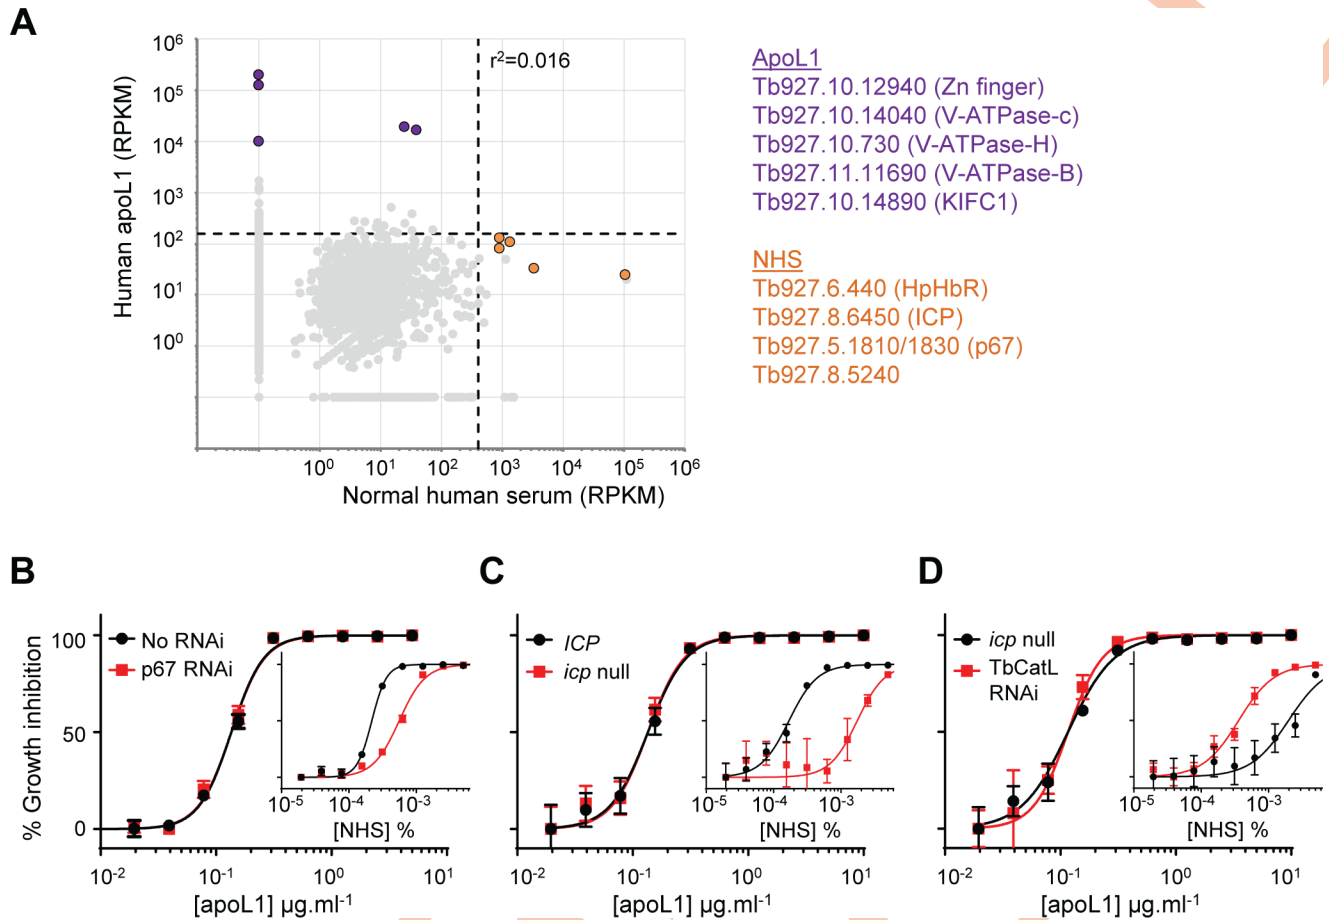 A
10⁶
10⁵
10⁴
10³
10²
10¹
10⁰
Human apoL1 (RPKM)
r²=0.016
10⁰ 10¹ 10² 10³ 10⁴ 10⁵ 10⁶
Normal human serum (RPKM)
ApoL1
Tb927.10.12940 (Zn finger)
Tb927.10.14040 (V-ATPase-c)
Tb927.10.730 (V-ATPase-H)
Tb927.11.11690 (V-ATPase-B)
Tb927.10.14890 (KIFC1)
NHS
Tb927.6.440 (HpHbR)
Tb927.8.6450 (ICP)
Tb927.5.1810/1830 (p67)
Tb927.8.5240
B
% Growth inhibition
100
50
0
No RNAi
p67 RNAi
10⁻⁵ 10⁻⁴ 10⁻³
[NHS] %
10⁻² 10⁻¹ 10⁰ 10¹
[apoL1] µg.ml⁻¹
C
ICP
icp null
10⁻⁵ 10⁻⁴ 10⁻³
[NHS] %
10⁻² 10⁻¹ 10⁰ 10¹
[apoL1] µg.ml⁻¹
D
icp null
TbCatL
RNAi
10⁻⁵ 10⁻⁴ 10⁻³
[NHS] %
10⁻² 10⁻¹ 10⁰ 10¹
[apoL1] µg.ml⁻¹